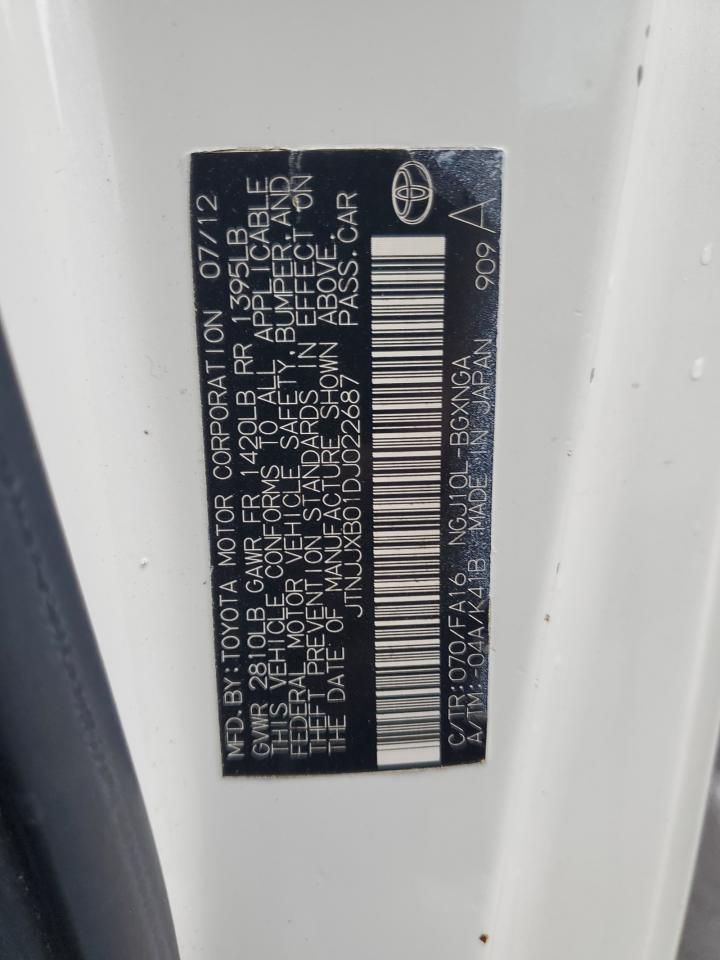 MFD.BY:TOYOTA MOTOR CORPORATION 07/12
GVWR 2810LB GAWR FR 1420LB RR 1395LB
THIS VEHICLE CONFORMS TO ALL APPLICABLE
FEDERAL MOTOR VEHICLE SAFETY,BUMPER,AND
THEFT PREVENTION STANDARDS IN EFFECT ON
THE DATE OF MANUFACTURE SHOWN ABOVE.
JTNJJXB01DJ022687 PASS.CAR
C/TR:070/FA16 NGJ10L-BGXNGA 909
A/TM:-04A/K41B MADE IN JAPAN A